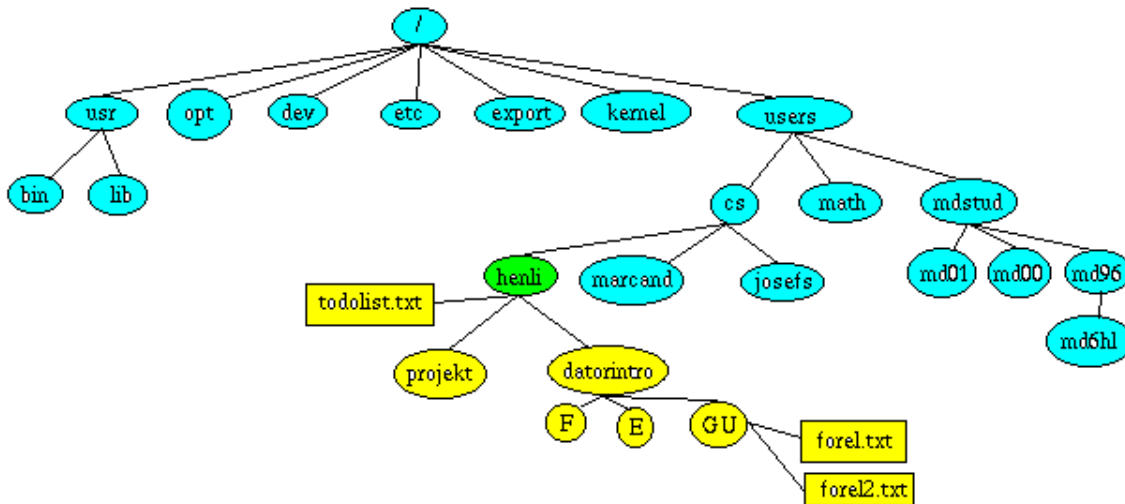 /
usr
opt
dev
etc
export
kernel
users
bin
lib
cs
math
mdstud
henli
marcand
josefs
md01
md00
md96
todolist.txt
md6hl
projekt
datorintro
F
E
GU
forel.txt
forel2.txt